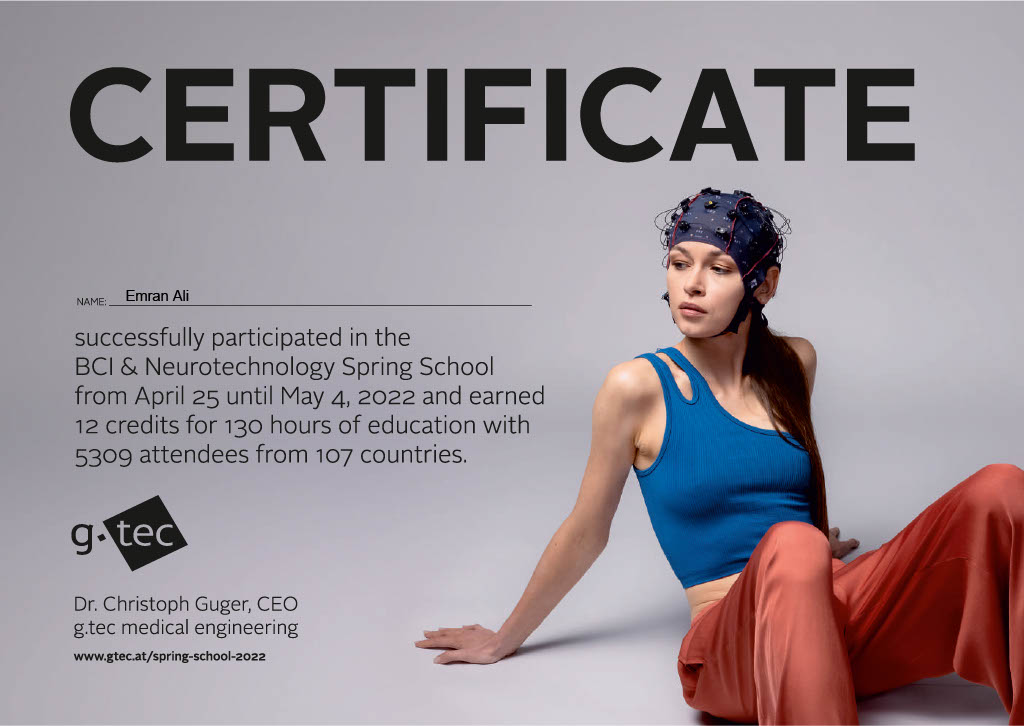 CERTIFICATE
NAME: Emran Ali
successfully participated in the
BCI & Neurotechnology Spring School
from April 25 until May 4, 2022 and earned
12 credits for 130 hours of education with
5309 attendees from 107 countries.
g.tec
Dr. Christoph Guger, CEO
g.tec medical engineering
www.gtec.at/spring-school-2022